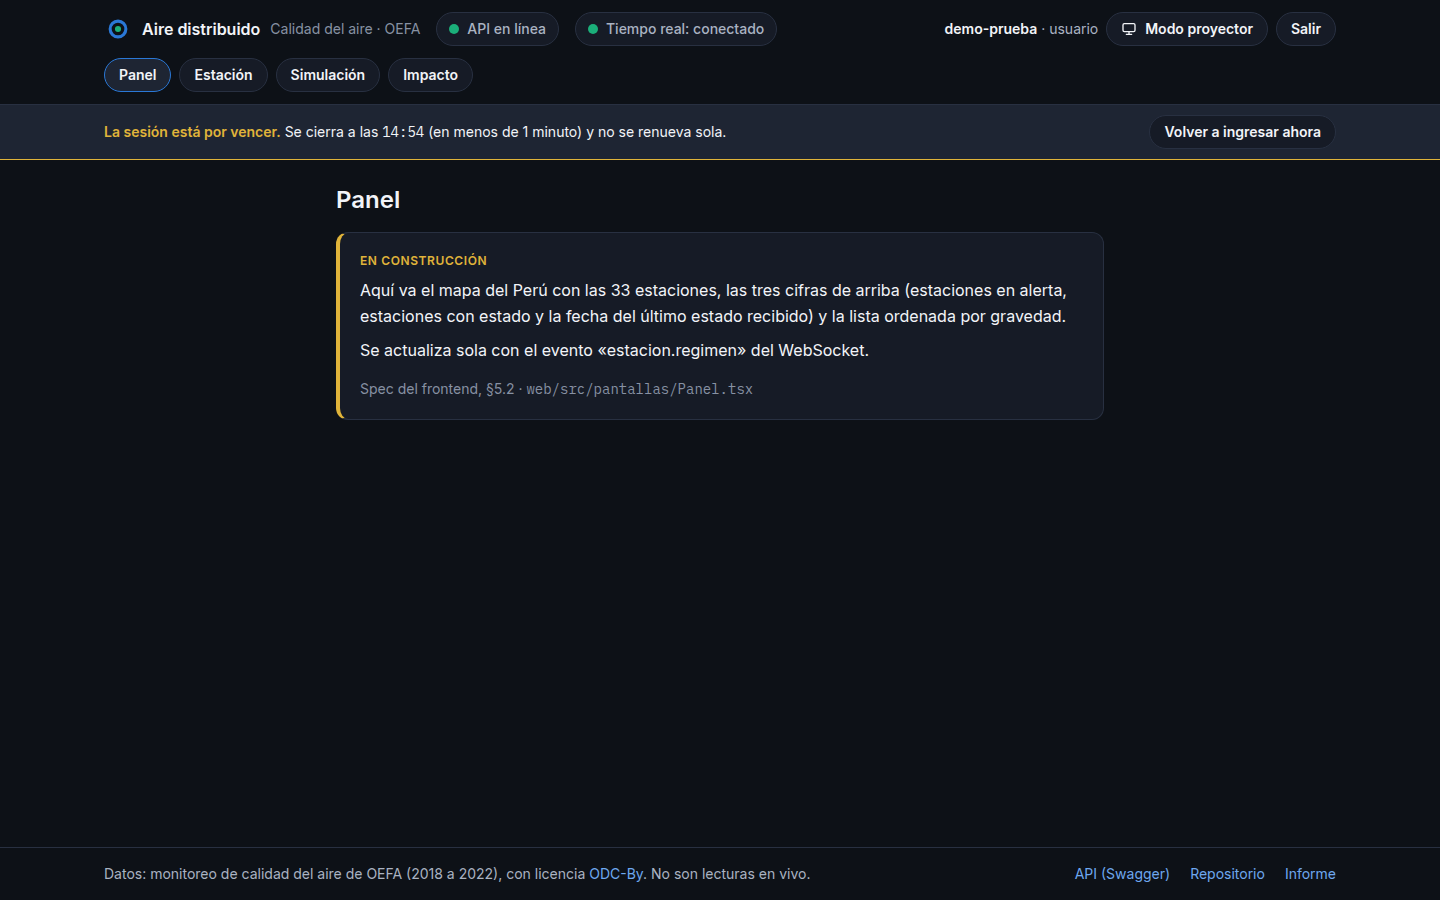 Aire distribuido Calidad del aire · OEFA API en línea Tiempo real: conectado demo-prueba · usuario Modo proyector Salir
Panel Estación Simulación Impacto
La sesión está por vencer. Se cierra a las 14:54 (en menos de 1 minuto) y no se renueva sola. Volver a ingresar ahora
Panel
EN CONSTRUCCIÓN
Aquí va el mapa del Perú con las 33 estaciones, las tres cifras de arriba (estaciones en alerta,
estaciones con estado y la fecha del último estado recibido) y la lista ordenada por gravedad.
Se actualiza sola con el evento «estacion.regimen» del WebSocket.
Spec del frontend, §5.2 · web/src/pantallas/Panel.tsx
Datos: monitoreo de calidad del aire de OEFA (2018 a 2022), con licencia ODC-By. No son lecturas en vivo. API (Swagger) Repositorio Informe